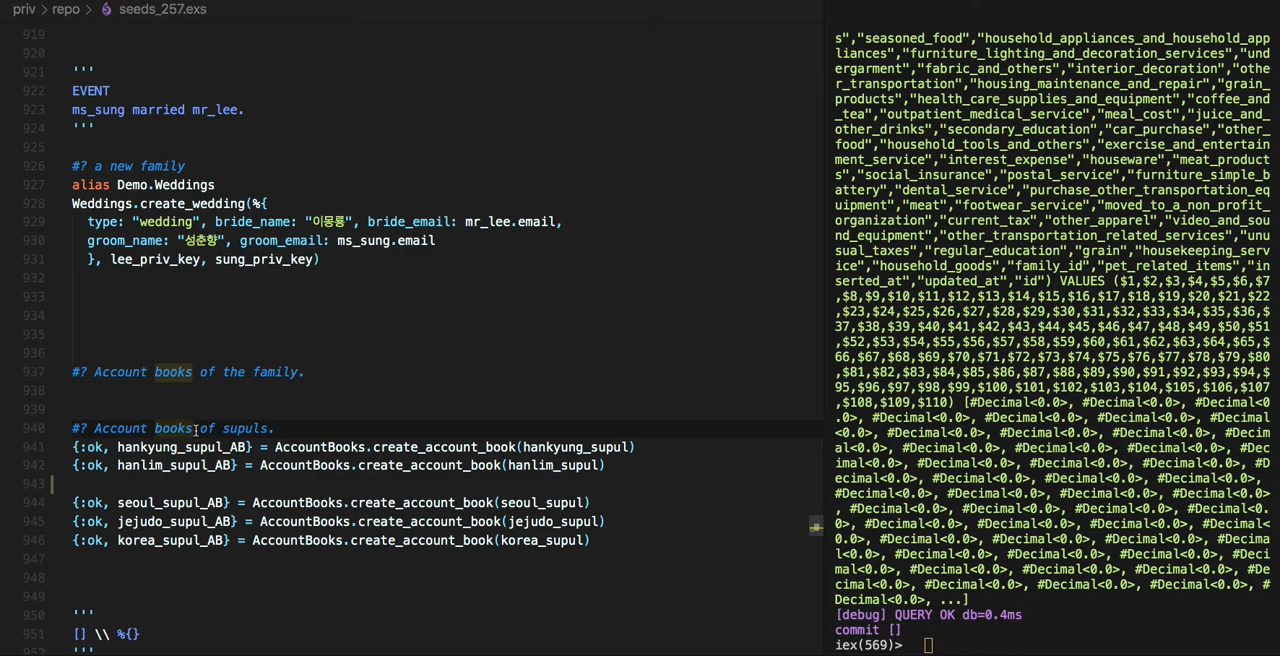 priv > repo > seeds_257.exs
919
920
921 '''
922 EVENT
923 ms_sung married mr_lee.
924 '''
925
926 #? a new family
927 alias Demo.Weddings
928 Weddings.create_wedding(%{
929 type: "wedding", bride_name: "이몽룡", bride_email: mr_lee.email,
930 groom_name: "성춘향", groom_email: ms_sung.email
931 }, lee_priv_key, sung_priv_key)
932
933
934
935
936
937 #? Account books of the family.
938
939
940 #? Account books of supuls.
941 {:ok, hankyung_supul_AB} = AccountBooks.create_account_book(hankyung_supul)
942 {:ok, hanlim_supul_AB} = AccountBooks.create_account_book(hanlim_supul)
943
944 {:ok, seoul_supul_AB} = AccountBooks.create_account_book(seoul_supul)
945 {:ok, jejudo_supul_AB} = AccountBooks.create_account_book(jejudo_supul)
946 {:ok, korea_supul_AB} = AccountBooks.create_account_book(korea_supul)
947
948
949
950 '''
951 [] \\ %{}
952 '''
s","seasoned_food","household_appliances_and_household_app
liances","furniture_lighting_and_decoration_services","und
ergarment","fabric_and_others","interior_decoration","othe
r_transportation","housing_maintenance_and_repair","grain_
products","health_care_supplies_and_equipment","coffee_and
_tea","outpatient_medical_service","meal_cost","juice_and_
other_drinks","secondary_education","car_purchase","other_
food","household_tools_and_others","exercise_and_entertain
ment_service","interest_expense","houseware","meat_product
s","social_insurance","postal_service","furniture_simple_b
attery","dental_service","purchase_other_transportation_eq
uipment","meat","footwear_service","moved_to_a_non_profit_
organization","current_tax","other_apparel","video_and_sou
nd_equipment","other_transportation_related_services","unu
sual_taxes","regular_education","grain","housekeeping_serv
ice","household_goods","family_id","pet_related_items","in
serted_at","updated_at","id") VALUES ($1,$2,$3,$4,$5,$6,$7
,$8,$9,$10,$11,$12,$13,$14,$15,$16,$17,$18,$19,$20,$21,$22
,$23,$24,$25,$26,$27,$28,$29,$30,$31,$32,$33,$34,$35,$36,$
37,$38,$39,$40,$41,$42,$43,$44,$45,$46,$47,$48,$49,$50,$51
,$52,$53,$54,$55,$56,$57,$58,$59,$60,$61,$62,$63,$64,$65,$
66,$67,$68,$69,$70,$71,$72,$73,$74,$75,$76,$77,$78,$79,$80
,$81,$82,$83,$84,$85,$86,$87,$88,$89,$90,$91,$92,$93,$94,$
95,$96,$97,$98,$99,$100,$101,$102,$103,$104,$105,$106,$107
,$108,$109,$110) [#Decimal<0.0>, #Decimal<0.0>, #Decimal<0
.0>, #Decimal<0.0>, #Decimal<0.0>, #Decimal<0.0>, #Decimal
<0.0>, #Decimal<0.0>, #Decimal<0.0>, #Decimal<0.0>, #Decim
al<0.0>, #Decimal<0.0>, #Decimal<0.0>, #Decimal<0.0>, #Dec
imal<0.0>, #Decimal<0.0>, #Decimal<0.0>, #Decimal<0.0>, #D
ecimal<0.0>, #Decimal<0.0>, #Decimal<0.0>, #Decimal<0.0>,
#Decimal<0.0>, #Decimal<0.0>, #Decimal<0.0>, #Decimal<0.0>
, #Decimal<0.0>, #Decimal<0.0>, #Decimal<0.0>, #Decimal<0.
0>, #Decimal<0.0>, #Decimal<0.0>, #Decimal<0.0>, #Decimal<
0.0>, #Decimal<0.0>, #Decimal<0.0>, #Decimal<0.0>, #Decima
l<0.0>, #Decimal<0.0>, #Decimal<0.0>, #Decimal<0.0>, #Deci
mal<0.0>, #Decimal<0.0>, #Decimal<0.0>, #Decimal<0.0>, #De
cimal<0.0>, #Decimal<0.0>, #Decimal<0.0>, #Decimal<0.0>, #
Decimal<0.0>, ...]
[debug] QUERY OK db=0.4ms
commit []
iex(569)>